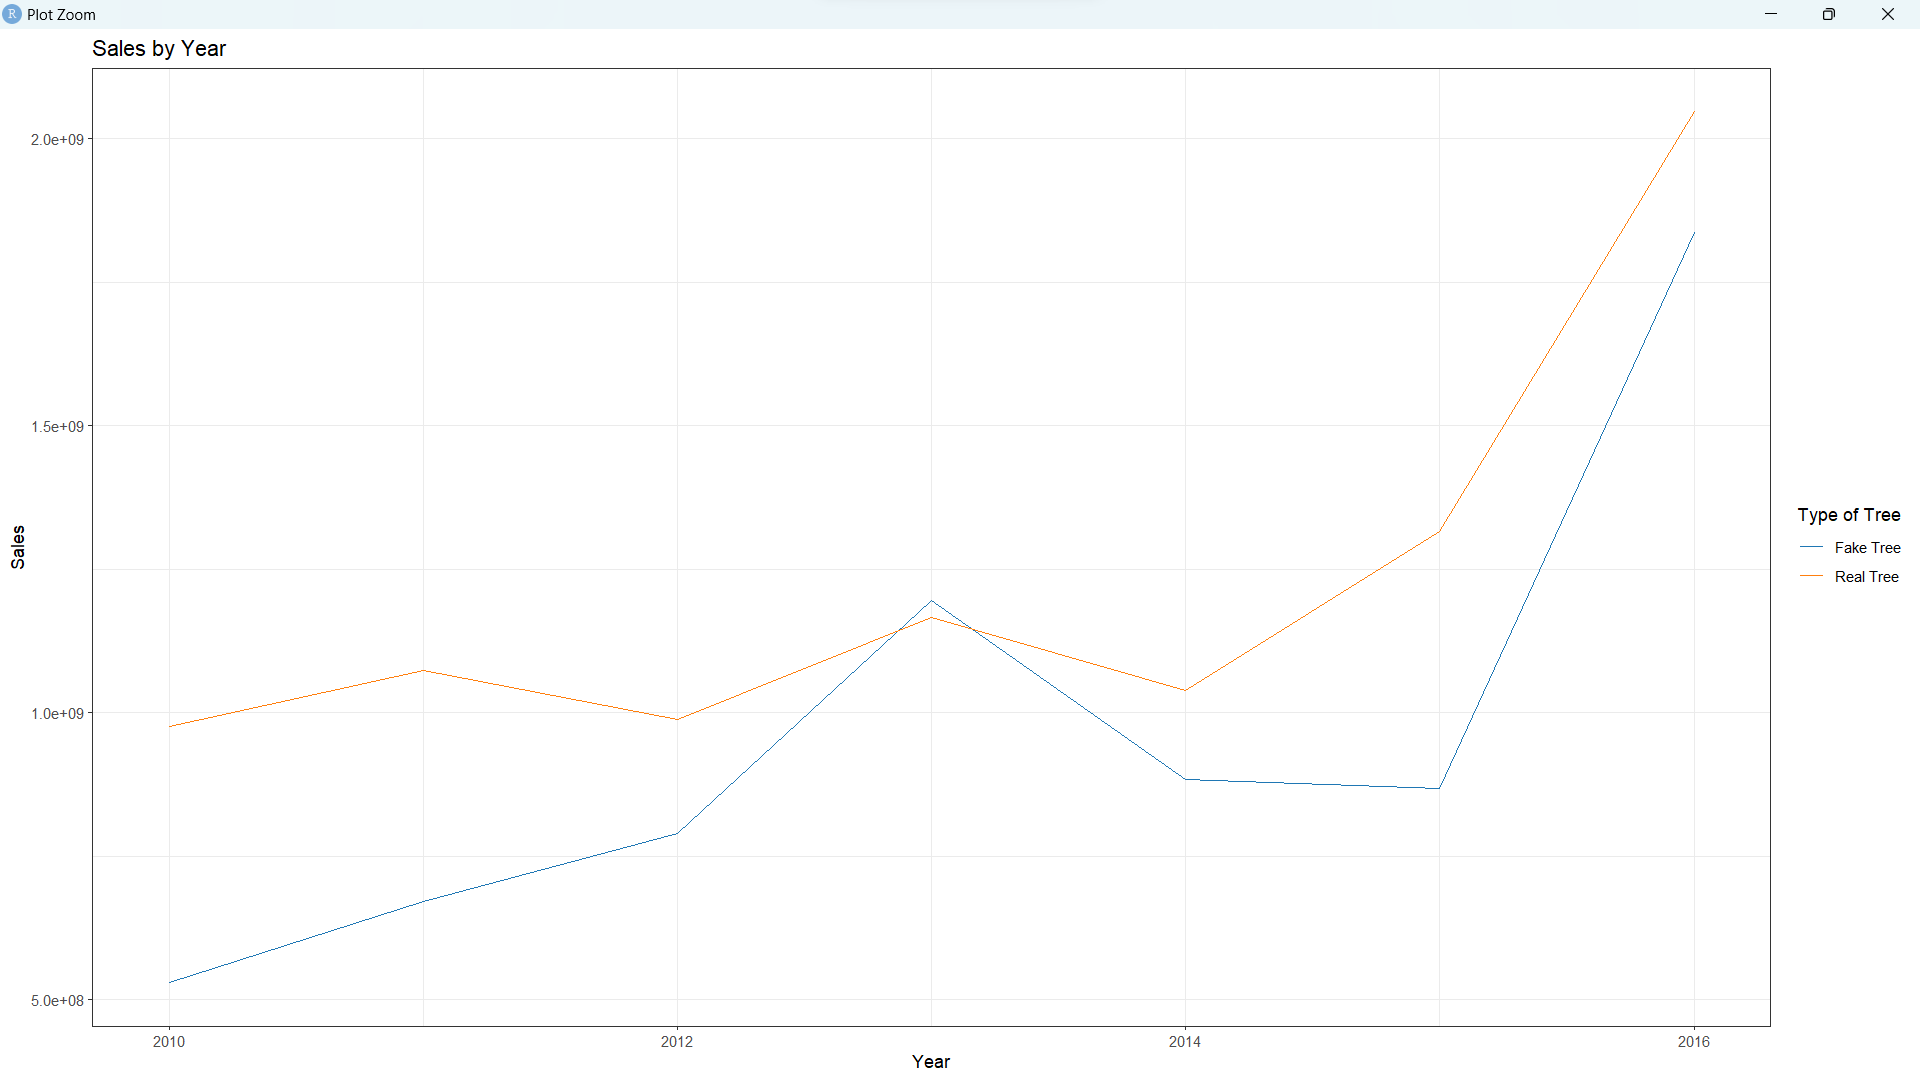 R Plot Zoom
Sales by Year
2.0e+09
1.5e+09
1.0e+09
5.0e+08
Sales
2010 2012 2014 2016
Year
Type of Tree
Fake Tree
Real Tree